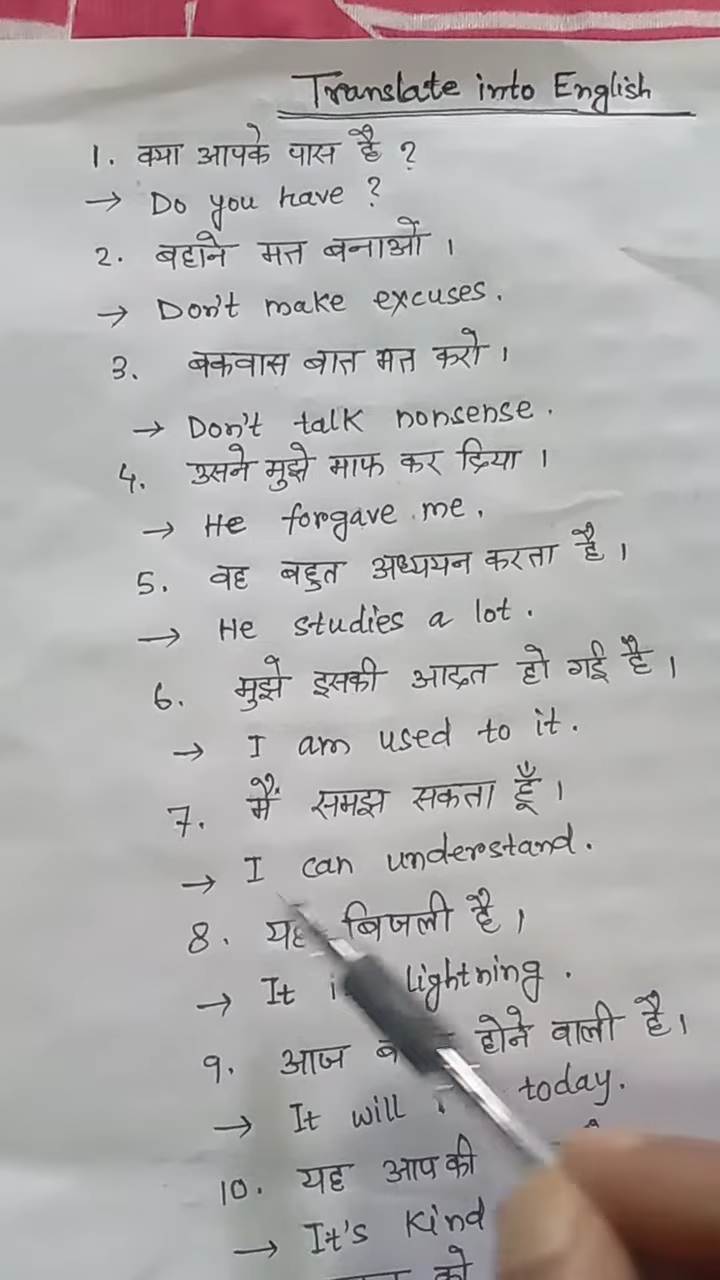 Translate into English
1. क्या आपके पास है ?
→ Do you have ?
2. बहाने मत बनाओ ।
→ Don't make excuses.
3. बकवास बात मत करो ।
→ Don't talk nonsense.
4. उसने मुझे माफ कर दिया ।
→ He forgave me.
5. वह बहुत अध्ययन करता है ।
→ He studies a lot.
6. मुझे इसकी आदत हो गई है ।
→ I am used to it.
7. मैं समझ सकता हूँ ।
→ I can understand.
8. यह बिजली है ।
→ It lightning.
9. आज होने वाली है ।
→ It will today.
10. यह आपकी
→ It's kind
को